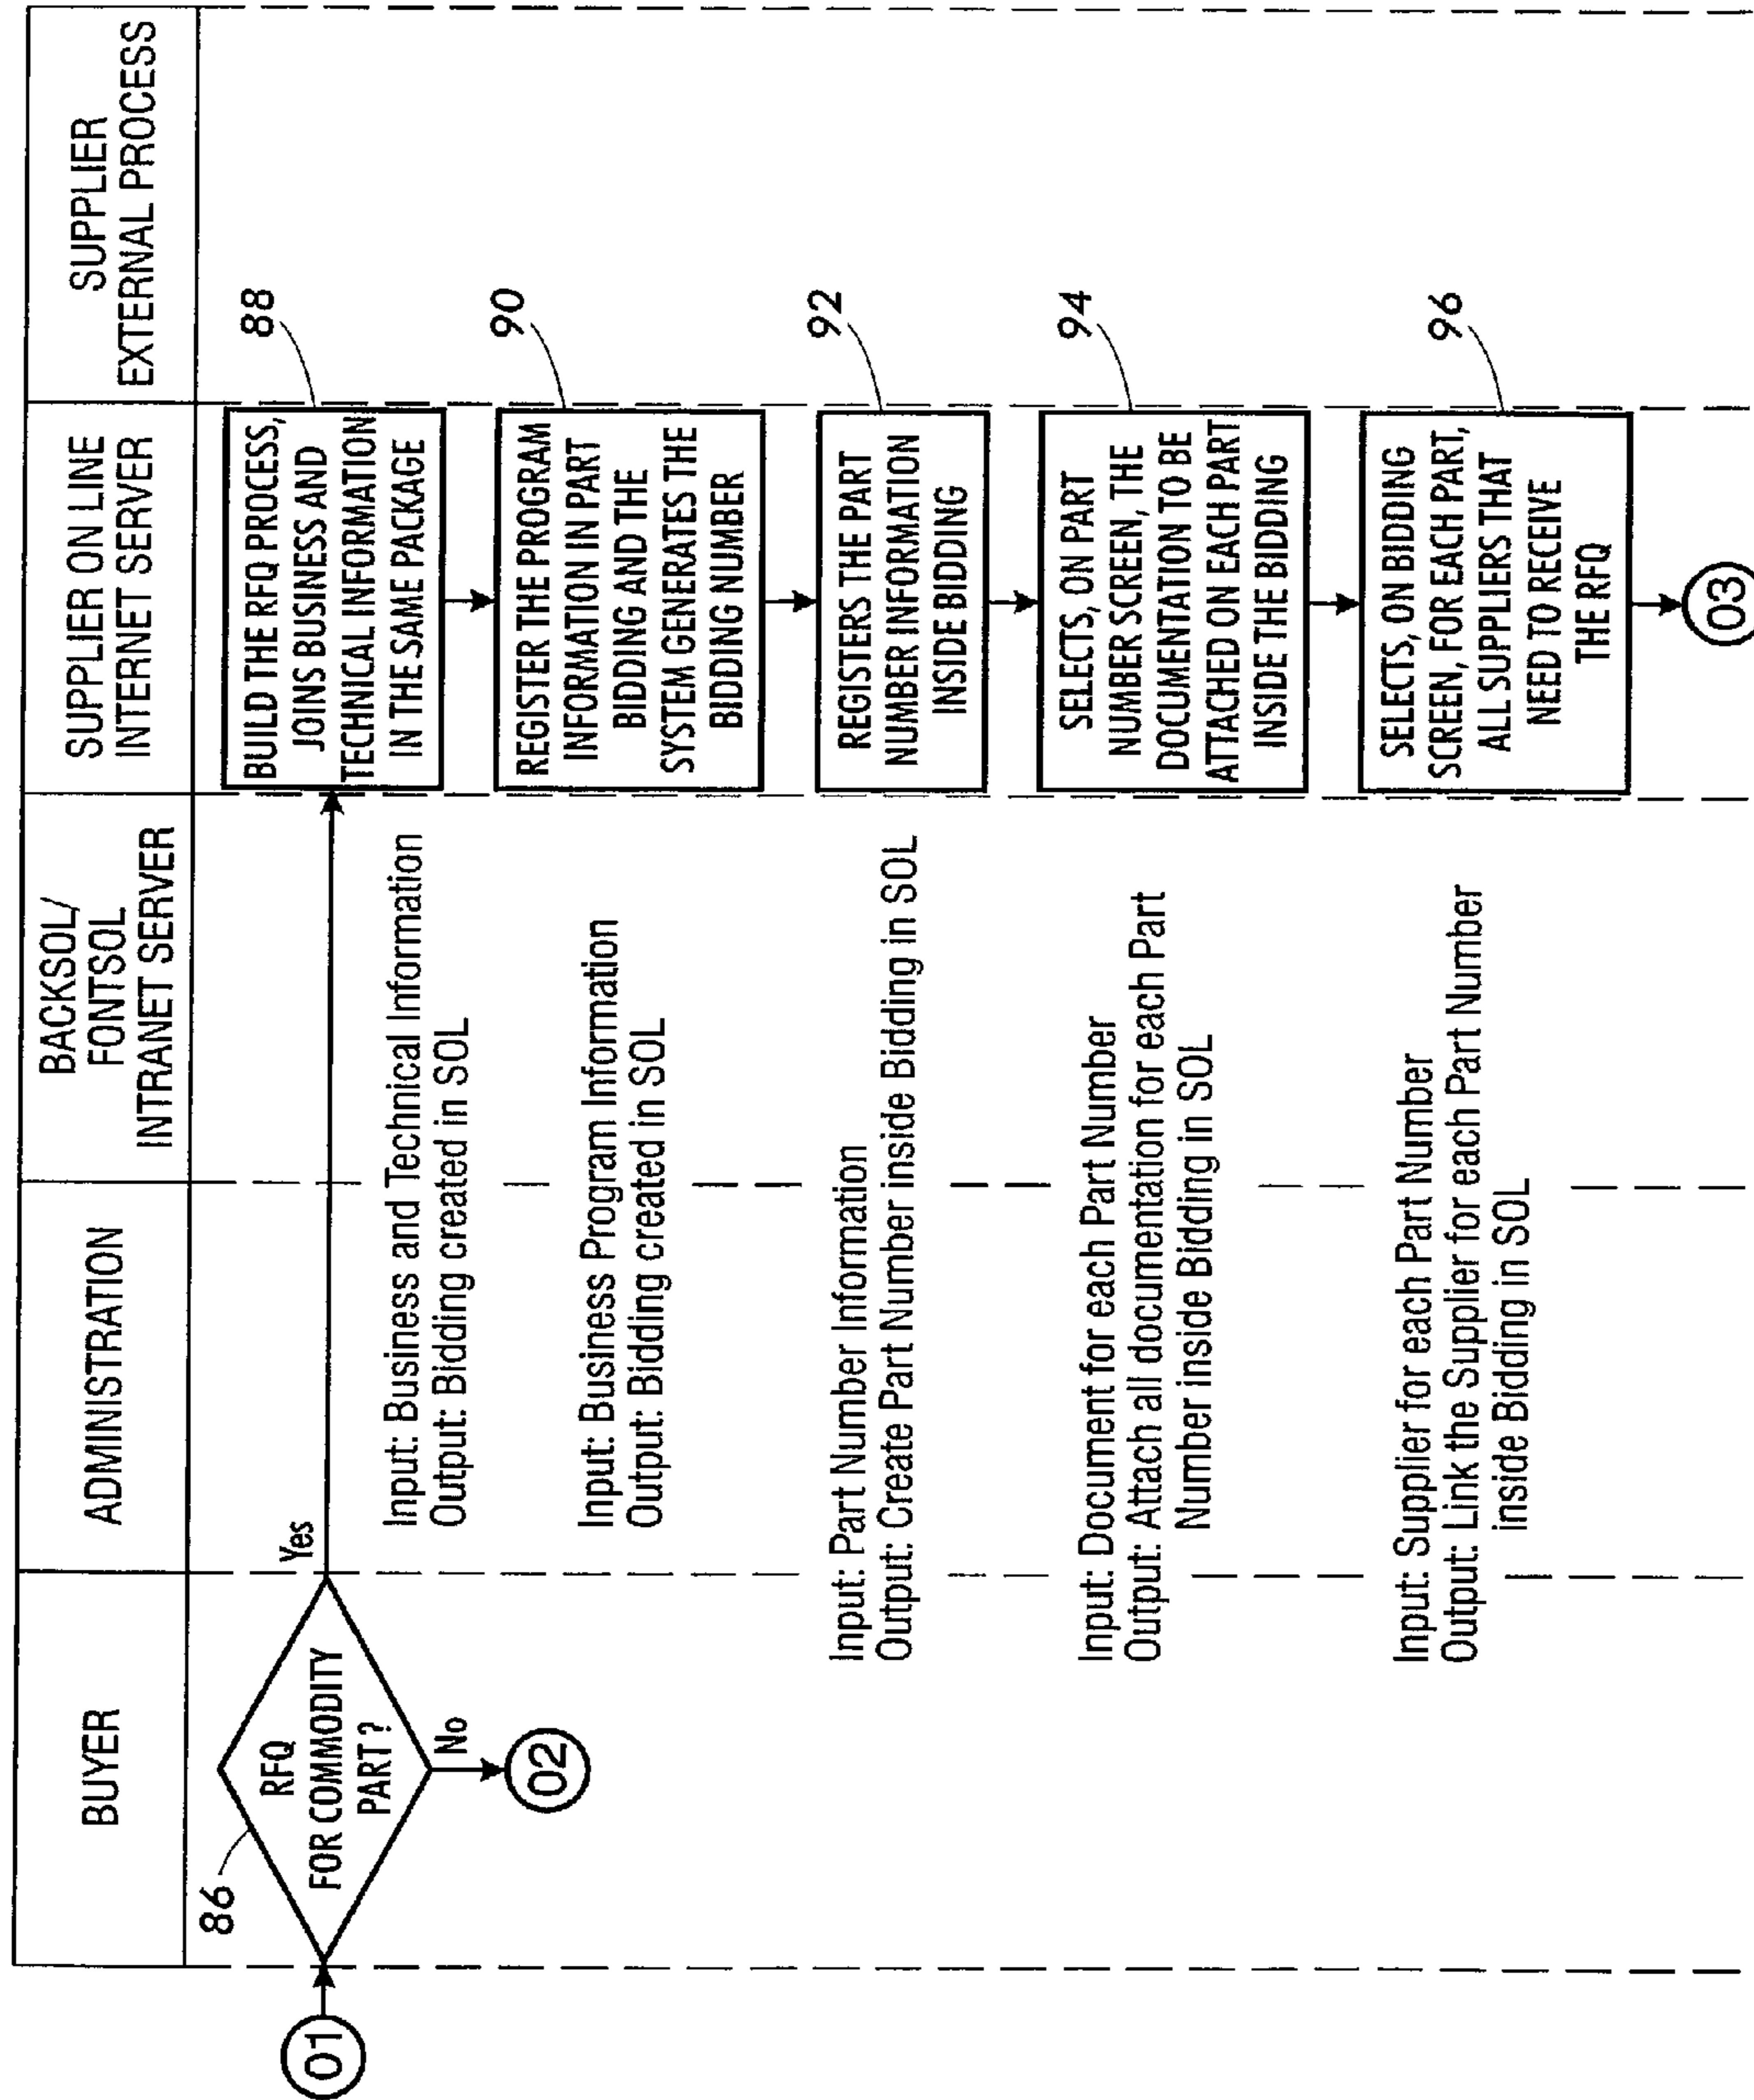 BUYER
ADMINISTRATION
BACKSOL/
FONTSOL
INTRANET SERVER
SUPPLIER ON LINE
INTERNET SERVER
SUPPLIER
EXTERNAL PROCESS
01
86
RFQ
FOR COMMODITY
PART?
Yes
No
02
BUILD THE RFQ PROCESS,
JOINS BUSINESS AND
TECHNICAL INFORMATION
IN THE SAME PACKAGE
88
Input: Business and Technical Information
Output: Bidding created in SOL
REGISTER THE PROGRAM
INFORMATION IN PART
BIDDING AND THE
SYSTEM GENERATES THE
BIDDING NUMBER
90
Input: Business Program Information
Output: Bidding created in SOL
REGISTERS THE PART
NUMBER INFORMATION
INSIDE BIDDING
92
Input: Part Number Information
Output: Create Part Number inside Bidding in SOL
SELECTS, ON PART
NUMBER SCREEN, THE
DOCUMENTATION TO BE
ATTACHED ON EACH PART
INSIDE THE BIDDING
94
Input: Document for each Part Number
Output: Attach all documentation for each Part
Number inside Bidding in SOL
SELECTS, ON BIDDING
SCREEN, FOR EACH PART,
ALL SUPPLIERS THAT
NEED TO RECEIVE
THE RFQ
96
Input: Supplier for each Part Number
Output: Link the Supplier for each Part Number
inside Bidding in SOL
03